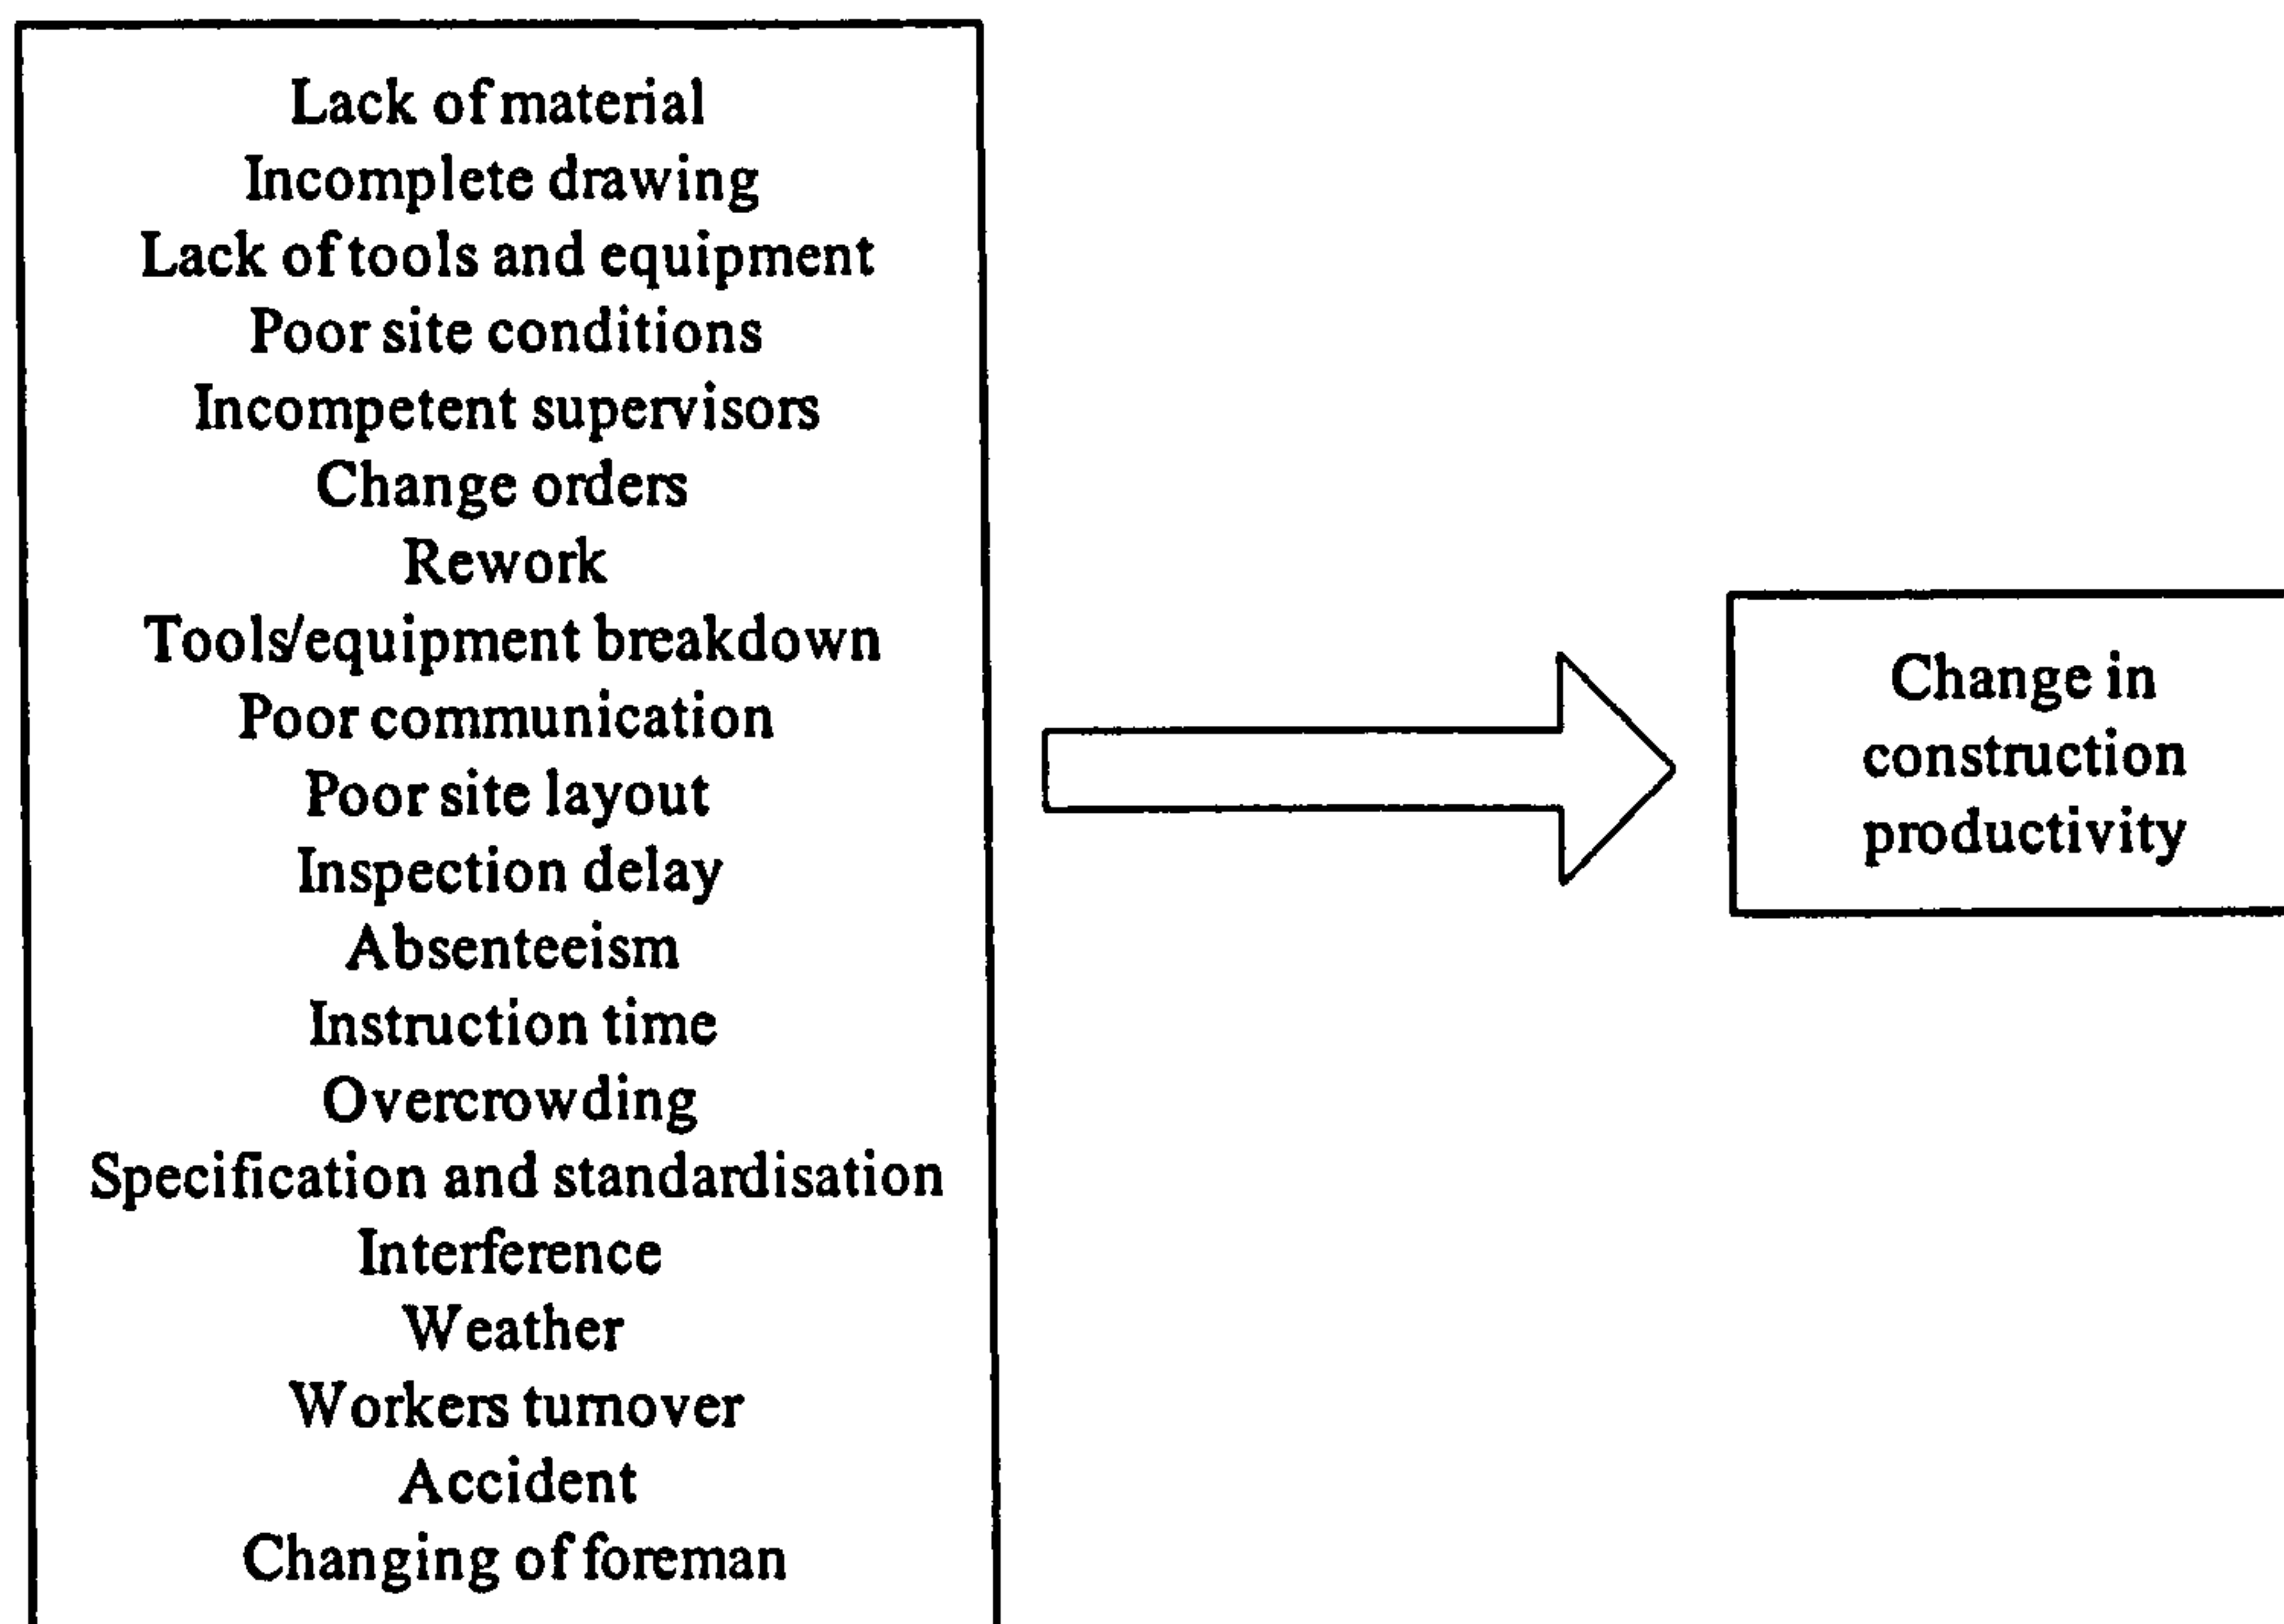 Lack of material
Incomplete drawing
Lack of tools and equipment
Poor site conditions
Incompetent supervisors
Change orders
Rework
Tools/equipment breakdown
Poor communication
Poor site layout
Inspection delay
Absenteeism
Instruction time
Overcrowding
Specification and standardisation
Interference
Weather
Workers turnover
Accident
Changing of foreman
Change in
construction
productivity